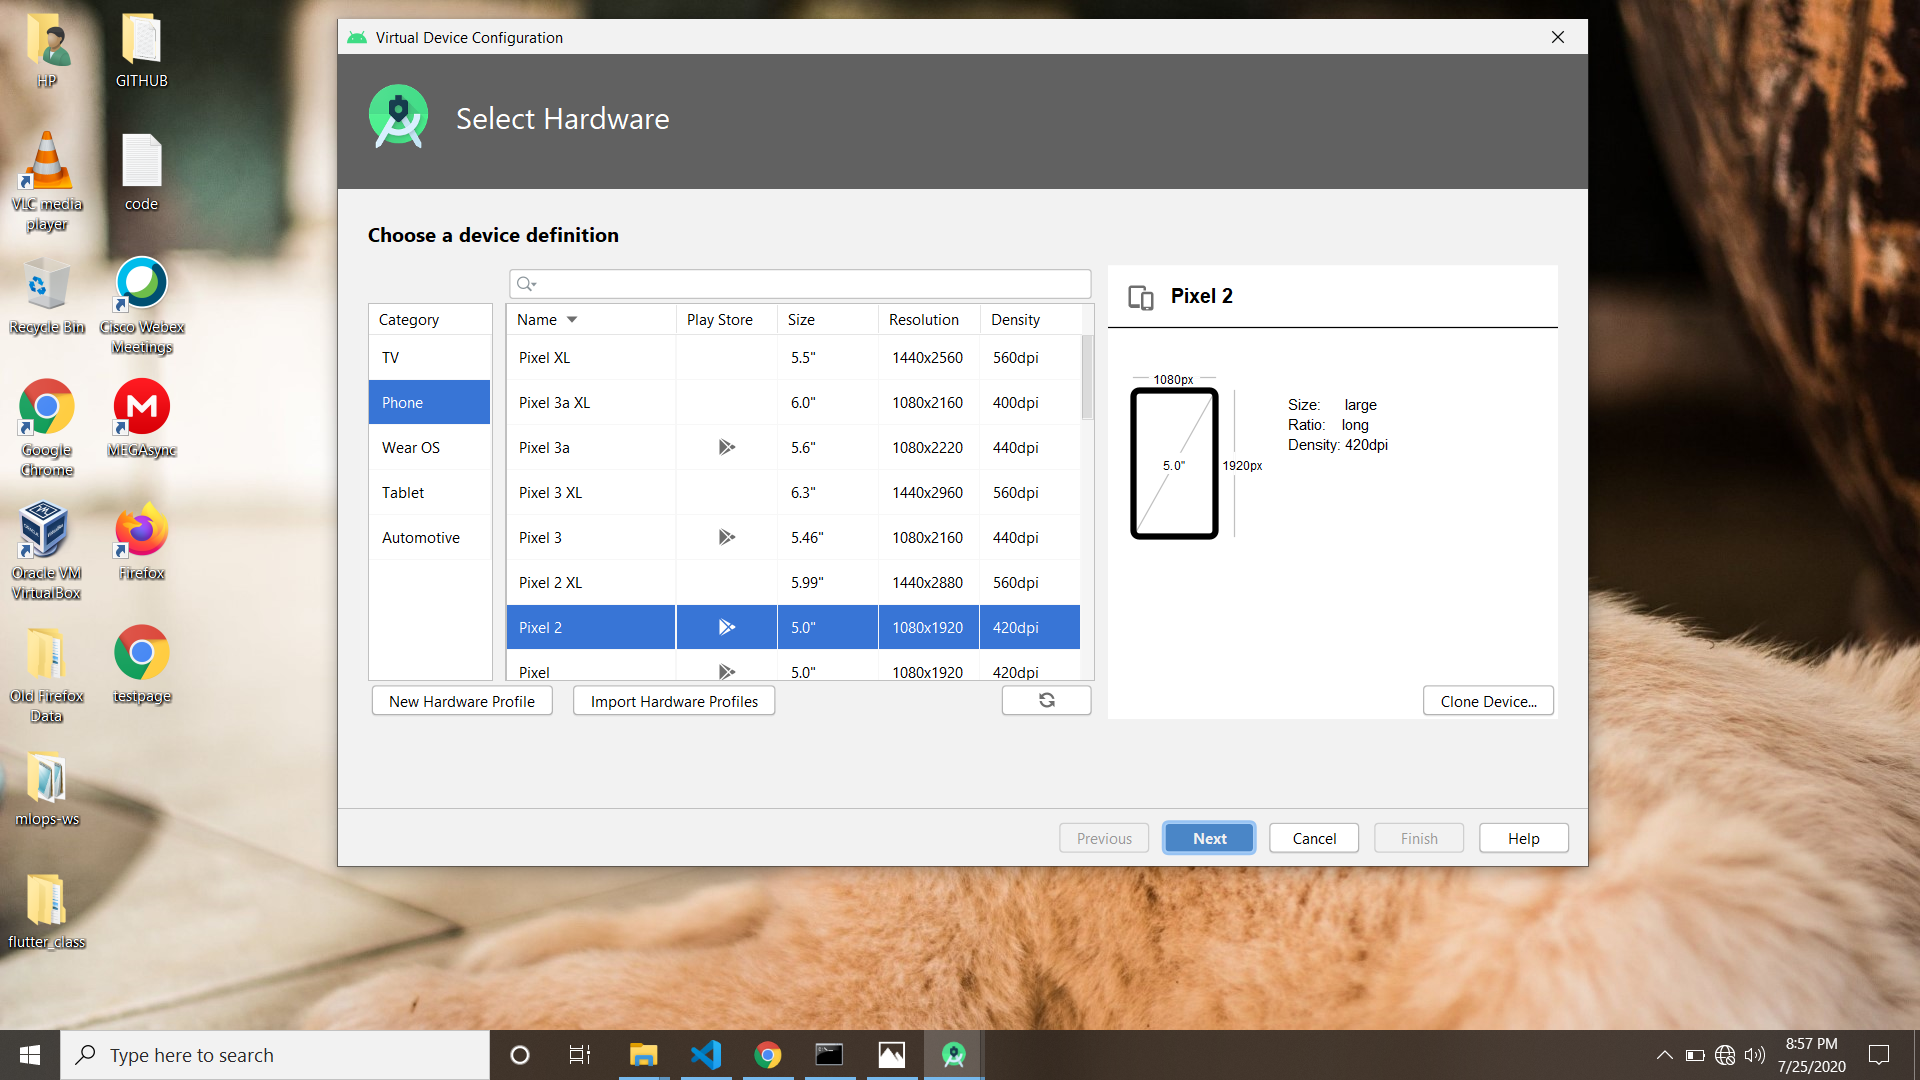 HP
GITHUB
VLC media
player
code
Recycle Bin
Cisco Webex
Meetings
Google
Chrome
MEGAsync
Oracle VM
VirtualBox
Firefox
Old Firefox
Data
testpage
mlops-ws
flutter_class
Virtual Device Configuration
Select Hardware
Choose a device definition
Category
TV
Phone
Wear OS
Tablet
Automotive
Name Play Store Size Resolution Density
Pixel XL 5.5" 1440x2560 560dpi
Pixel 3a XL 6.0" 1080x2160 400dpi
Pixel 3a 5.6" 1080x2220 440dpi
Pixel 3 XL 6.3" 1440x2960 560dpi
Pixel 3 5.46" 1080x2160 440dpi
Pixel 2 XL 5.99" 1440x2880 560dpi
Pixel 2 5.0" 1080x1920 420dpi
Pixel 5.0" 1080x1920 420dpi
New Hardware Profile
Import Hardware Profiles
Pixel 2
1080px
5.0"
1920px
Size: large
Ratio: long
Density: 420dpi
Clone Device...
Previous
Next
Cancel
Finish
Help
Type here to search
8:57 PM
7/25/2020